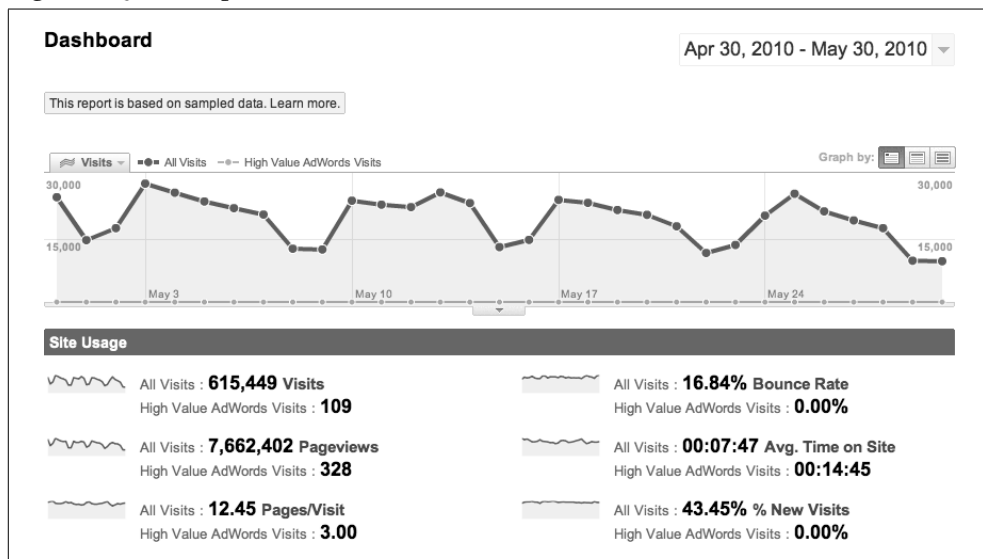 Dashboard
Apr 30, 2010 - May 30, 2010
This report is based on sampled data. Learn more.
Visits All Visits High Value AdWords Visits Graph by:
30,000 30,000
15,000 15,000
May 3 May 10 May 17 May 24
Site Usage
All Visits : 615,449 Visits
High Value AdWords Visits : 109
All Visits : 16.84% Bounce Rate
High Value AdWords Visits : 0.00%
All Visits : 7,662,402 Pageviews
High Value AdWords Visits : 328
All Visits : 00:07:47 Avg. Time on Site
High Value AdWords Visits : 00:14:45
All Visits : 12.45 Pages/Visit
High Value AdWords Visits : 3.00
All Visits : 43.45% % New Visits
High Value AdWords Visits : 0.00%